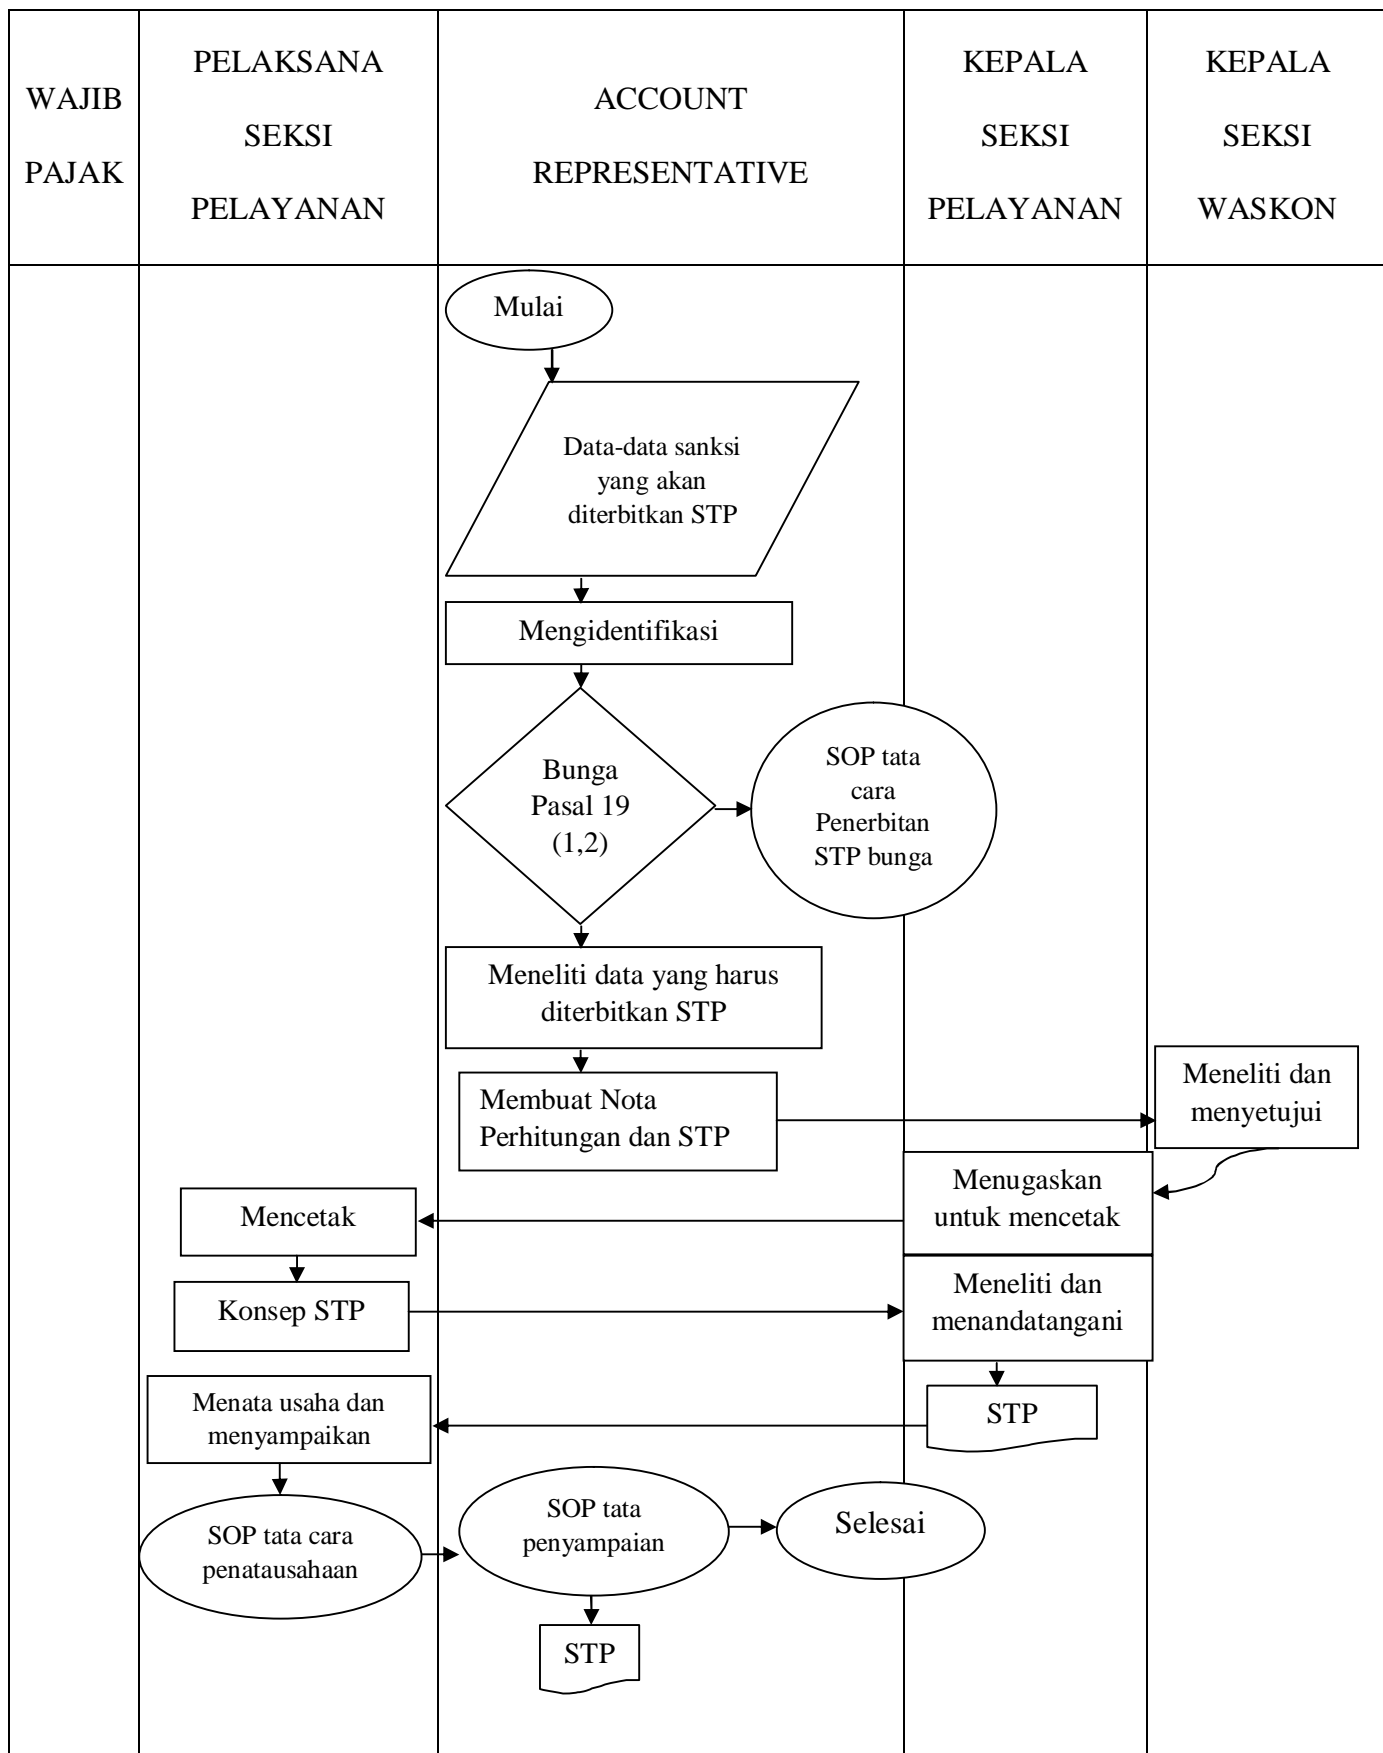 WAJIB
PAJAK
PELAKSANA
SEKSI
PELAYANAN
ACCOUNT
REPRESENTATIVE
KEPALA
SEKSI
PELAYANAN
KEPALA
SEKSI
WASKON
Mulai
Data-data sanksi
yang akan
diterbitkan STP
Mengidentifikasi
Bunga
Pasal 19
(1,2)
SOP tata
cara
Penerbitan
STP bunga
Meneliti data yang harus
diterbitkan STP
Membuat Nota
Perhitungan dan STP
Meneliti dan
menyetujui
Menugaskan
untuk mencetak
Mencetak
Konsep STP
Meneliti dan
menandatangani
STP
Menata usaha dan
menyampaikan
SOP tata cara
penatausahaan
SOP tata
penyampaian
Selesai
STP